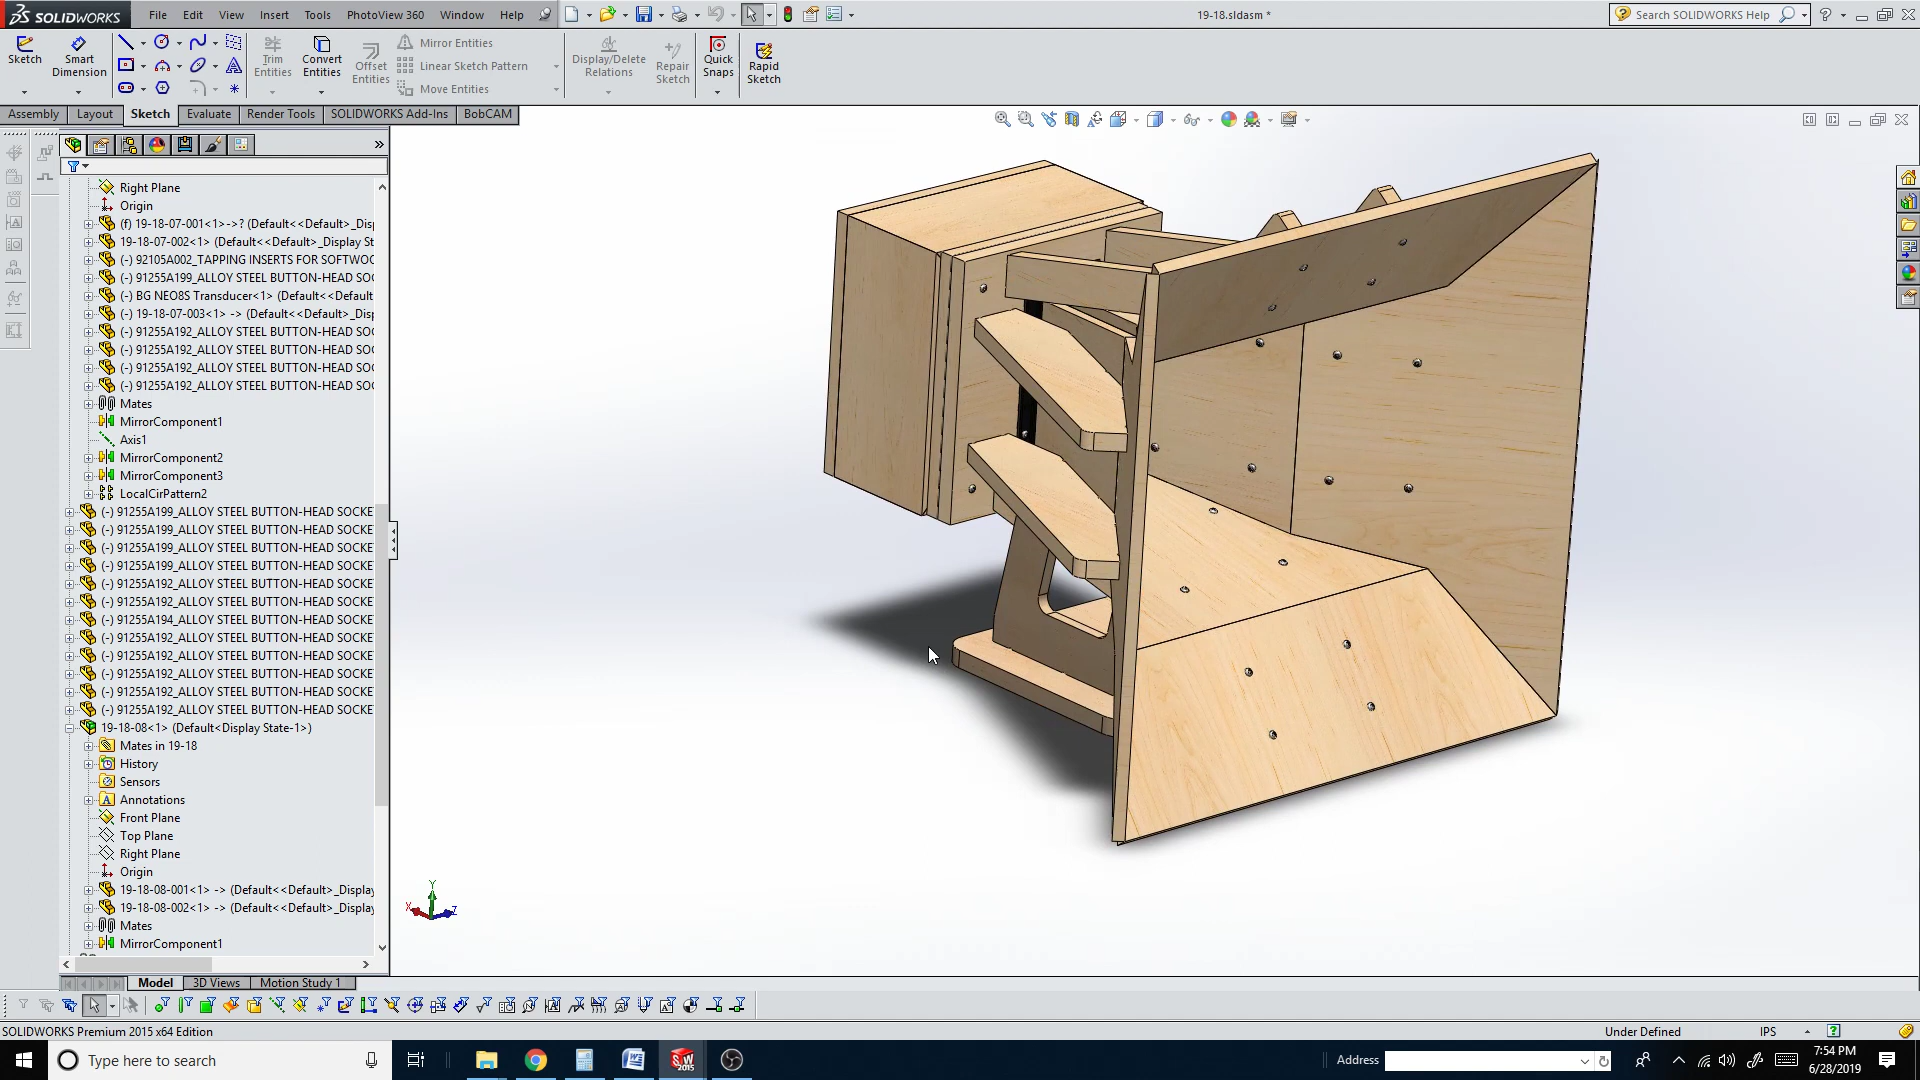 SOLIDWORKS File Edit View Insert Tools PhotoView 360 Window Help 19-18.sldasm * Search SOLIDWORKS Help
Sketch
Smart Dimension
Trim Entities
Convert Entities
Offset Entities
Mirror Entities
Linear Sketch Pattern
Move Entities
Display/Delete Relations
Repair Sketch
Quick Snaps
Rapid Sketch
Assembly Layout Sketch Evaluate Render Tools SOLIDWORKS Add-Ins BobCAM
Right Plane
Origin
(f) 19-18-07-001<1>->? (Default<<Default>_Disp
19-18-07-002<1> (Default<<Default>_Display St
(-) 92105A002_TAPPING INSERTS FOR SOFTWOO
(-) 91255A199_ALLOY STEEL BUTTON-HEAD SOC
(-) BG NEO8S Transducer<1> (Default<<Default
(-) 19-18-07-003<1> -> (Default<<Default>_Disp
(-) 91255A192_ALLOY STEEL BUTTON-HEAD SOC
(-) 91255A192_ALLOY STEEL BUTTON-HEAD SOC
(-) 91255A192_ALLOY STEEL BUTTON-HEAD SOC
(-) 91255A192_ALLOY STEEL BUTTON-HEAD SOC
Mates
MirrorComponent1
Axis1
MirrorComponent2
MirrorComponent3
LocalCirPattern2
(-) 91255A199_ALLOY STEEL BUTTON-HEAD SOCKE
(-) 91255A199_ALLOY STEEL BUTTON-HEAD SOCKE
(-) 91255A199_ALLOY STEEL BUTTON-HEAD SOCKE
(-) 91255A199_ALLOY STEEL BUTTON-HEAD SOCKE
(-) 91255A192_ALLOY STEEL BUTTON-HEAD SOCKE
(-) 91255A192_ALLOY STEEL BUTTON-HEAD SOCKE
(-) 91255A194_ALLOY STEEL BUTTON-HEAD SOCKE
(-) 91255A192_ALLOY STEEL BUTTON-HEAD SOCKE
(-) 91255A192_ALLOY STEEL BUTTON-HEAD SOCKE
(-) 91255A192_ALLOY STEEL BUTTON-HEAD SOCKE
(-) 91255A192_ALLOY STEEL BUTTON-HEAD SOCKE
(-) 91255A192_ALLOY STEEL BUTTON-HEAD SOCKE
19-18-08<1> (Default<Display State-1>)
Mates in 19-18
History
Sensors
Annotations
Front Plane
Top Plane
Right Plane
Origin
19-18-08-001<1> -> (Default<<Default>_Display
19-18-08-002<1> -> (Default<<Default>_Display
Mates
MirrorComponent1
Y
X Z
Model 3D Views Motion Study 1
SOLIDWORKS Premium 2015 x64 Edition Under Defined IPS
Type here to search Address 7:54 PM
6/28/2019